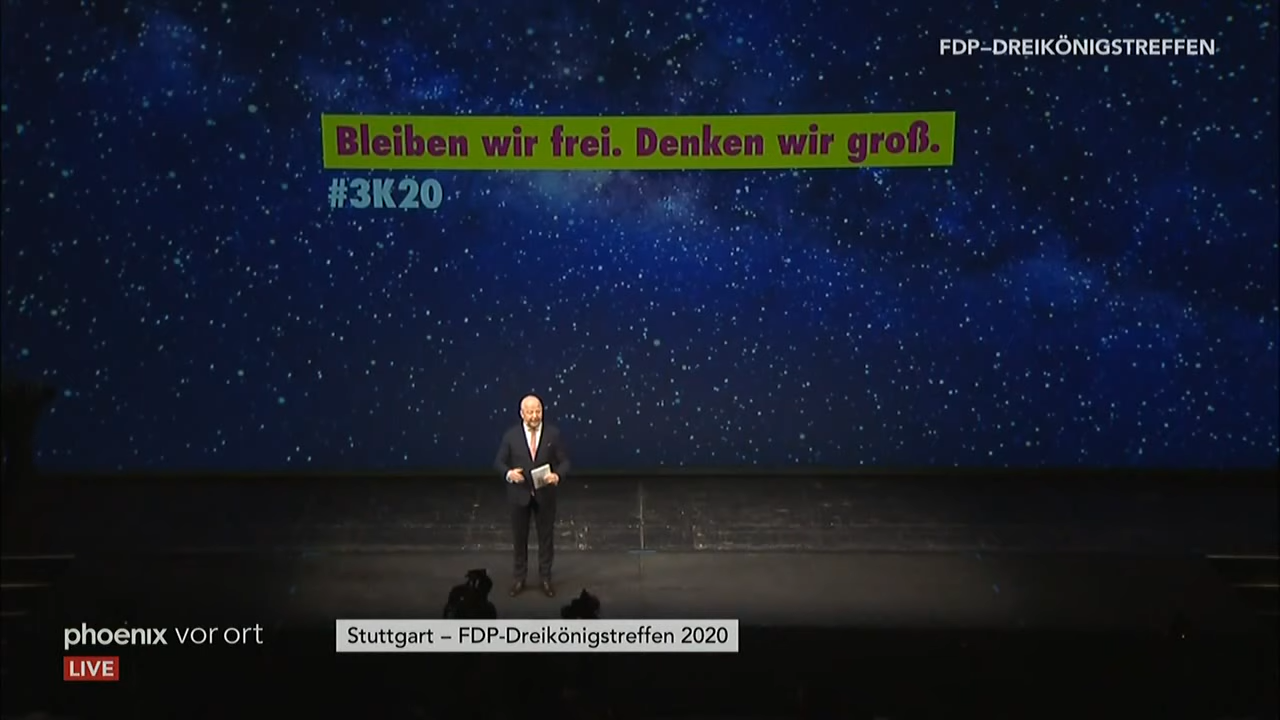 FDP–DREIKÖNIGSTREFFEN
Bleiben wir frei. Denken wir groß.
#3K20
phoenix vor ort
LIVE
Stuttgart – FDP-Dreikönigstreffen 2020